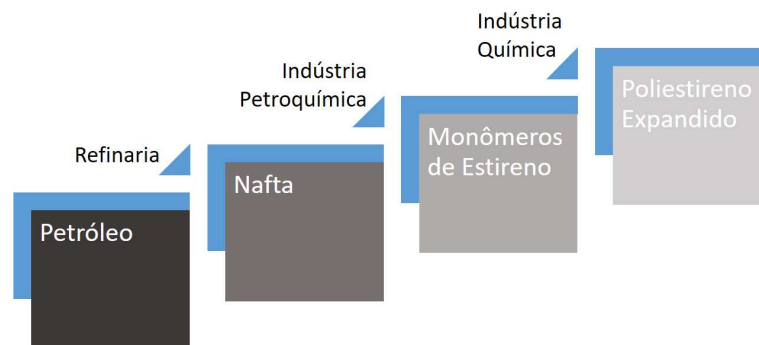 Indústria
Química
Poliestireno
Expandido
Indústria
Petroquímica
Monômeros
de Estireno
Refinaria
Nafta
Petróleo